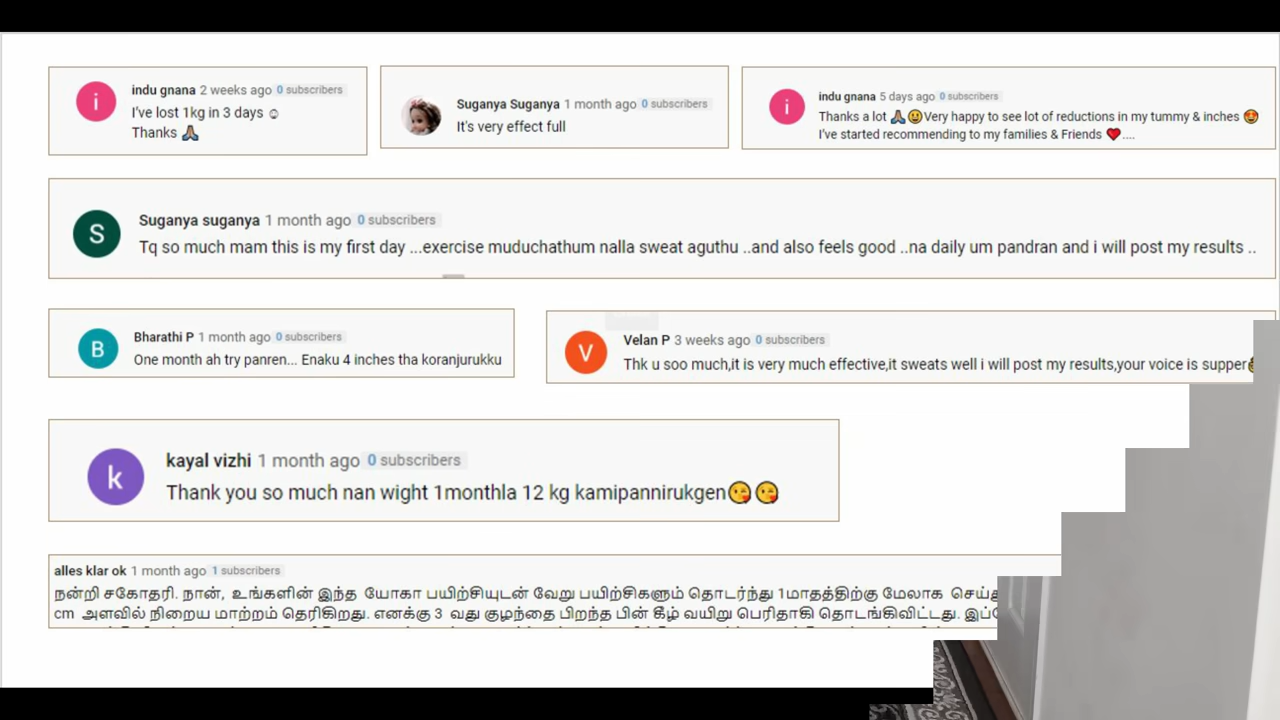 indu gnana 2 weeks ago 0 subscribers
I've lost 1kg in 3 days ☺
Thanks 🙏🏽
Suganya Suganya 1 month ago 0 subscribers
It's very effect full
indu gnana 5 days ago 0 subscribers
Thanks a lot 🙏🏽😃Very happy to see lot of reductions in my tummy & inches 😍
I've started recommending to my families & Friends ❤️....
S
Suganya suganya 1 month ago 0 subscribers
Tq so much mam this is my first day ...exercise muduchathum nalla sweat aguthu ..and also feels good ..na daily um pandran and i will post my results ..
B
Bharathi P 1 month ago 0 subscribers
One month ah try panren... Enaku 4 inches tha koranjurukku
V
Velan P 3 weeks ago 0 subscribers
Thk u soo much,it is very much effective,it sweats well i will post my results,your voice is supper
k
kayal vizhi 1 month ago 0 subscribers
Thank you so much nan wight 1monthla 12 kg kamipannirukgen😘😘
alles klar ok 1 month ago 1 subscribers
நன்றி சகோதரி. நான், உங்களின் இந்த யோகா பயிற்சியுடன் வேறு பயிற்சிகளும் தொடர்ந்து 1மாதத்திற்கு மேலாக
cm அளவில் நிறைய மாற்றம் தெரிகிறது. எனக்கு 3 வது குழந்தை பிறந்த பின் கீழ் வயிறு பெரிதாகி தொடங்கிவிட்டது.